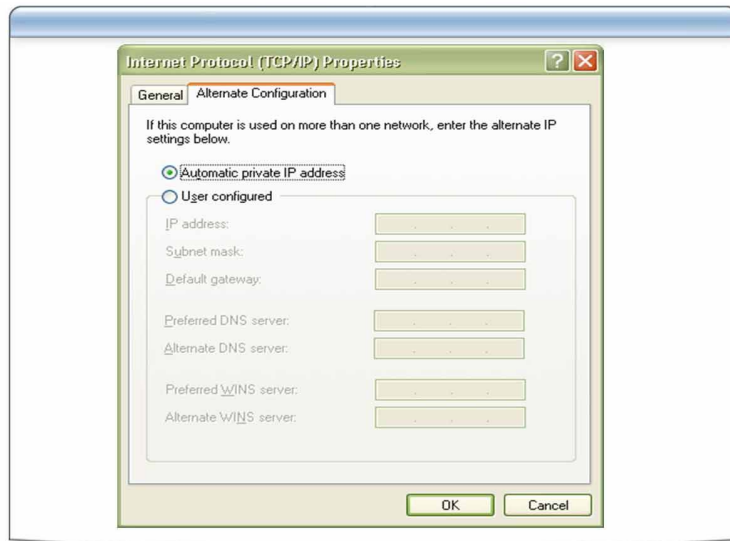 Internet Protocol (TCP/IP) Properties
General
Alternate Configuration
If this computer is used on more than one network, enter the alternate IP
settings below.
Automatic private IP address
User configured
IP address:
Subnet mask:
Default gateway:
Preferred DNS server:
Alternate DNS server:
Preferred WINS server:
Alternate WINS server:
OK
Cancel